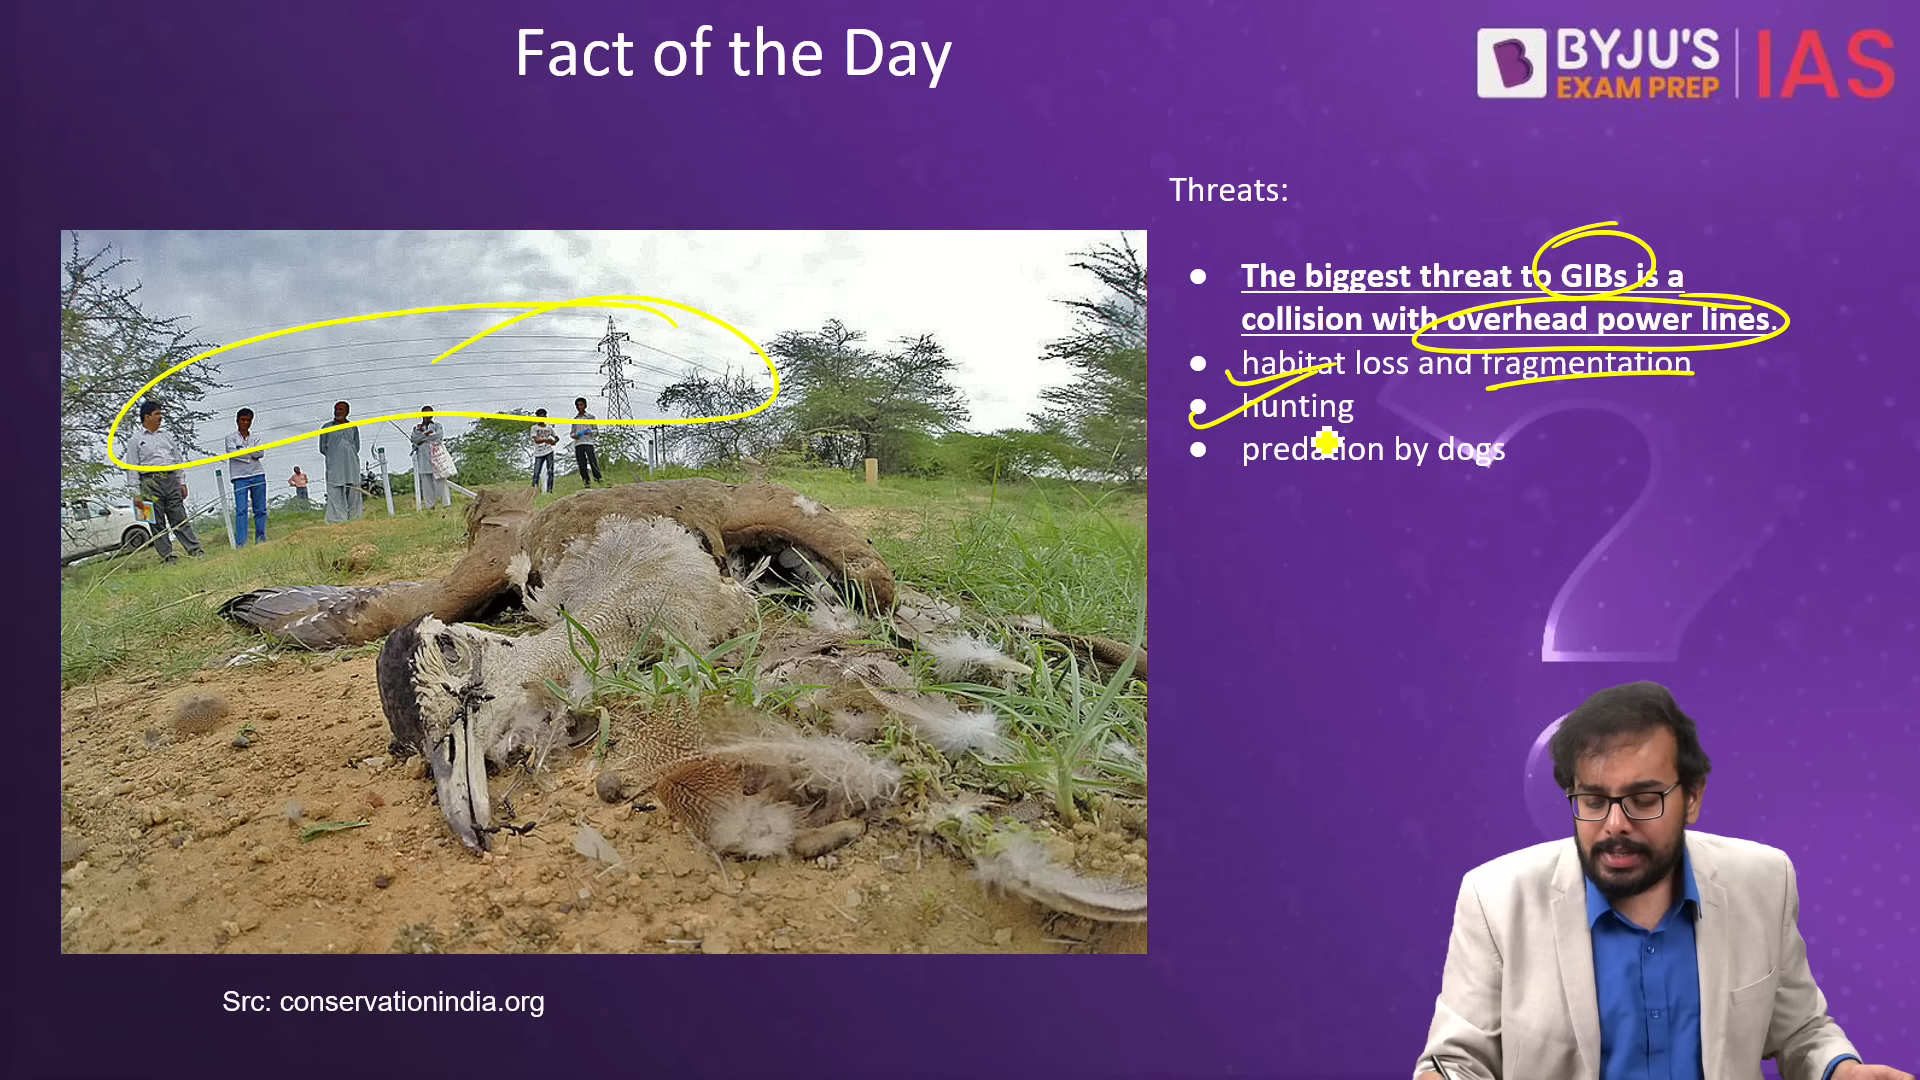 Fact of the Day
BYJU'S
EXAM PREP
IAS
Threats:
The biggest threat to GIBs is a
collision with overhead power lines.
habitat loss and fragmentation
hunting
predation by dogs
Src: conservationindia.org